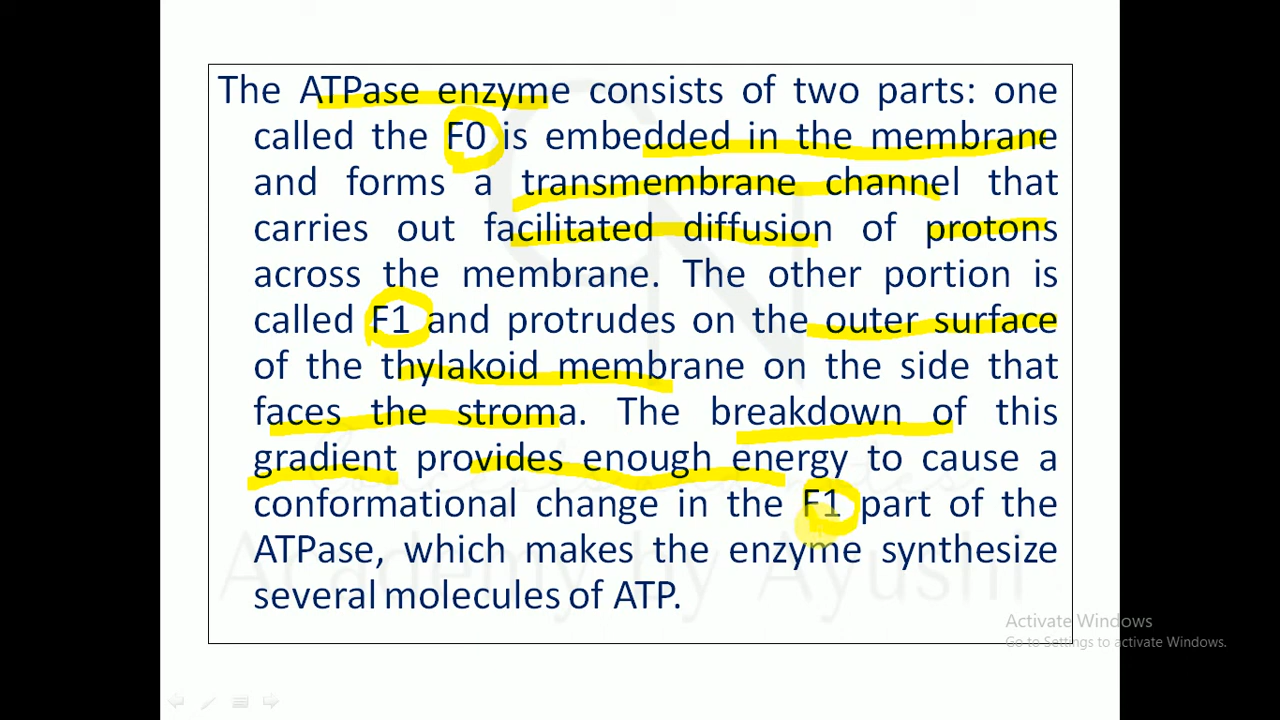 The ATPase enzyme consists of two parts: one
called the F0 is embedded in the membrane
and forms a transmembrane channel that
carries out facilitated diffusion of protons
across the membrane. The other portion is
called F1 and protrudes on the outer surface
of the thylakoid membrane on the side that
faces the stroma. The breakdown of this
gradient provides enough energy to cause a
conformational change in the F1 part of the
ATPase, which makes the enzyme synthesize
several molecules of ATP.
Academy by Ayushi
Activate Windows
Go to Settings to activate Windows.